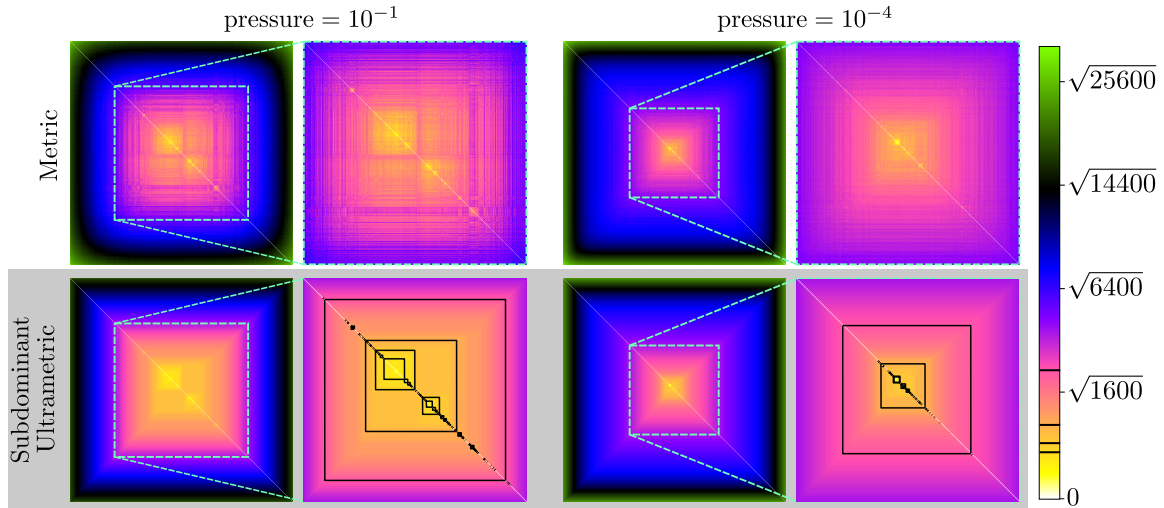 pressure = 10⁻¹
pressure = 10⁻⁴
Metric
Subdominant
Ultrametric
√25600
√14400
√6400
√1600
0